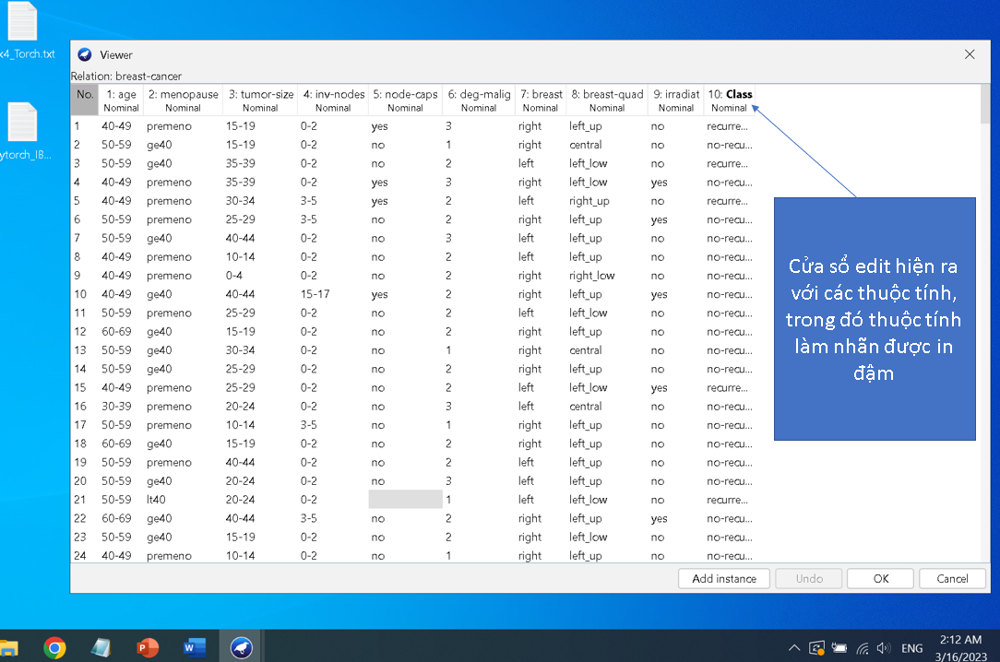 x4_Torch.txt
ytorch_IB...
Viewer
Relation: breast-cancer
No. 1: age 2: menopause 3: tumor-size 4: inv-nodes 5: node-caps 6: deg-malig 7: breast 8: breast-quad 9: irradiat 10: Class
Nominal Nominal Nominal Nominal Nominal Nominal Nominal Nominal Nominal Nominal
1 40-49 premeno 15-19 0-2 yes 3 right left_up no recurre...
2 50-59 ge40 15-19 0-2 no 1 right central no no-recu...
3 50-59 ge40 35-39 0-2 no 2 left left_low no recurre...
4 40-49 premeno 35-39 0-2 yes 3 right left_low yes no-recu...
5 40-49 premeno 30-34 3-5 yes 2 left right_up no recurre...
6 50-59 premeno 25-29 3-5 no 2 right left_up yes no-recu...
7 50-59 ge40 40-44 0-2 no 3 left left_up no no-recu...
8 40-49 premeno 10-14 0-2 no 2 left left_up no no-recu...
9 40-49 premeno 0-4 0-2 no 2 right right_low no no-recu...
10 40-49 ge40 40-44 15-17 yes 2 right left_up yes no-recu...
11 50-59 premeno 25-29 0-2 no 2 left left_low no no-recu...
12 60-69 ge40 15-19 0-2 no 2 right left_up no no-recu...
13 50-59 ge40 30-34 0-2 no 1 right central no no-recu...
14 50-59 ge40 25-29 0-2 no 2 right left_up no no-recu...
15 40-49 premeno 25-29 0-2 no 2 left left_low yes recurre...
16 30-39 premeno 20-24 0-2 no 3 left central no no-recu...
17 50-59 premeno 10-14 3-5 no 1 right left_up no no-recu...
18 60-69 ge40 15-19 0-2 no 2 right left_up no no-recu...
19 50-59 premeno 40-44 0-2 no 2 left left_up no no-recu...
20 50-59 ge40 20-24 0-2 no 3 left left_up no no-recu...
21 50-59 lt40 20-24 0-2 1 left left_low no recurre...
22 60-69 ge40 40-44 3-5 no 2 right left_up yes no-recu...
23 50-59 ge40 15-19 0-2 no 2 right left_low no no-recu...
24 40-49 premeno 10-14 0-2 no 1 right left_up no no-recu...
Cửa sổ edit hiện ra
với các thuộc tính,
trong đó thuộc tính
làm nhãn được in
đậm
Add instance Undo OK Cancel
ENG
2:12 AM
3/16/2023